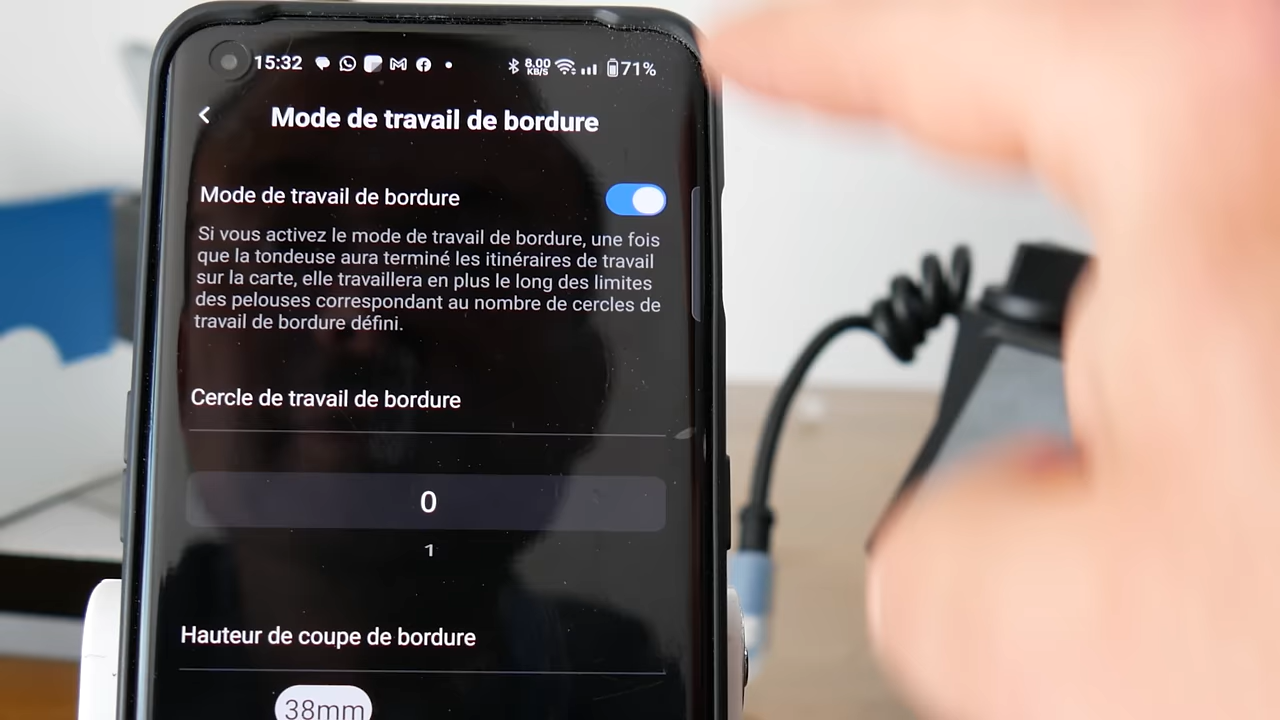 15:32 8.00 KB/S 71%
Mode de travail de bordure
Mode de travail de bordure
Si vous activez le mode de travail de bordure, une fois
que la tondeuse aura terminé les itinéraires de travail
sur la carte, elle travaillera en plus le long des limites
des pelouses correspondant au nombre de cercles de
travail de bordure défini.
Cercle de travail de bordure
0
1
Hauteur de coupe de bordure
38mm